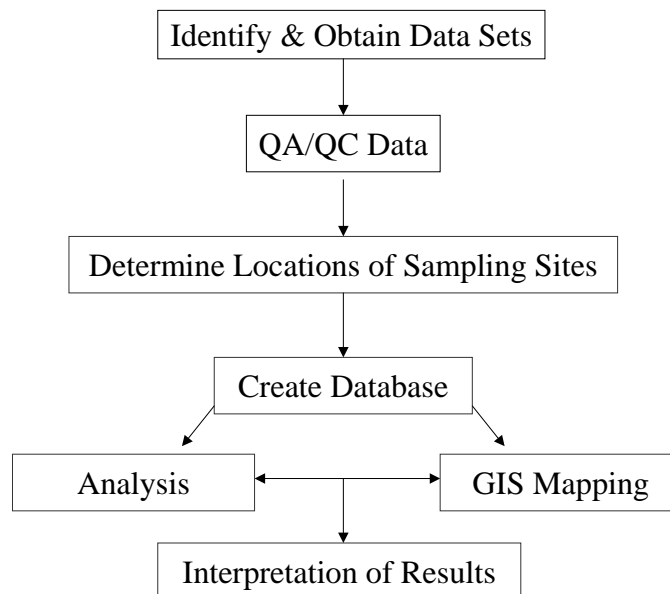 Identify & Obtain Data Sets
QA/QC Data
Determine Locations of Sampling Sites
Create Database
Analysis
GIS Mapping
Interpretation of Results